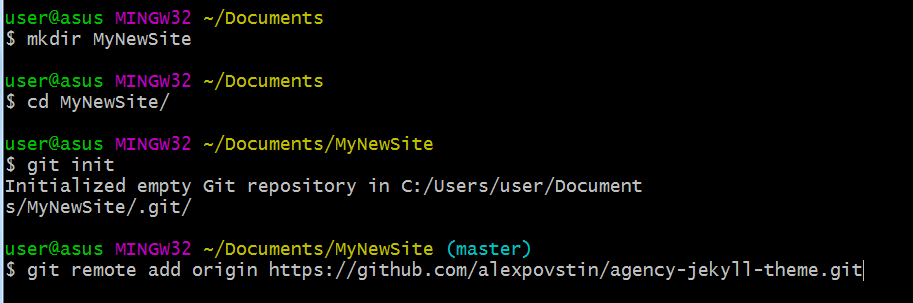 user@asus MINGW32 ~/Documents
$ mkdir MyNewSite
user@asus MINGW32 ~/Documents
$ cd MyNewSite/
user@asus MINGW32 ~/Documents/MyNewSite
$ git init
Initialized empty Git repository in C:/Users/user/Document
s/MyNewSite/.git/
user@asus MINGW32 ~/Documents/MyNewSite (master)
$ git remote add origin https://github.com/alexpovstin/agency-jekyll-theme.git